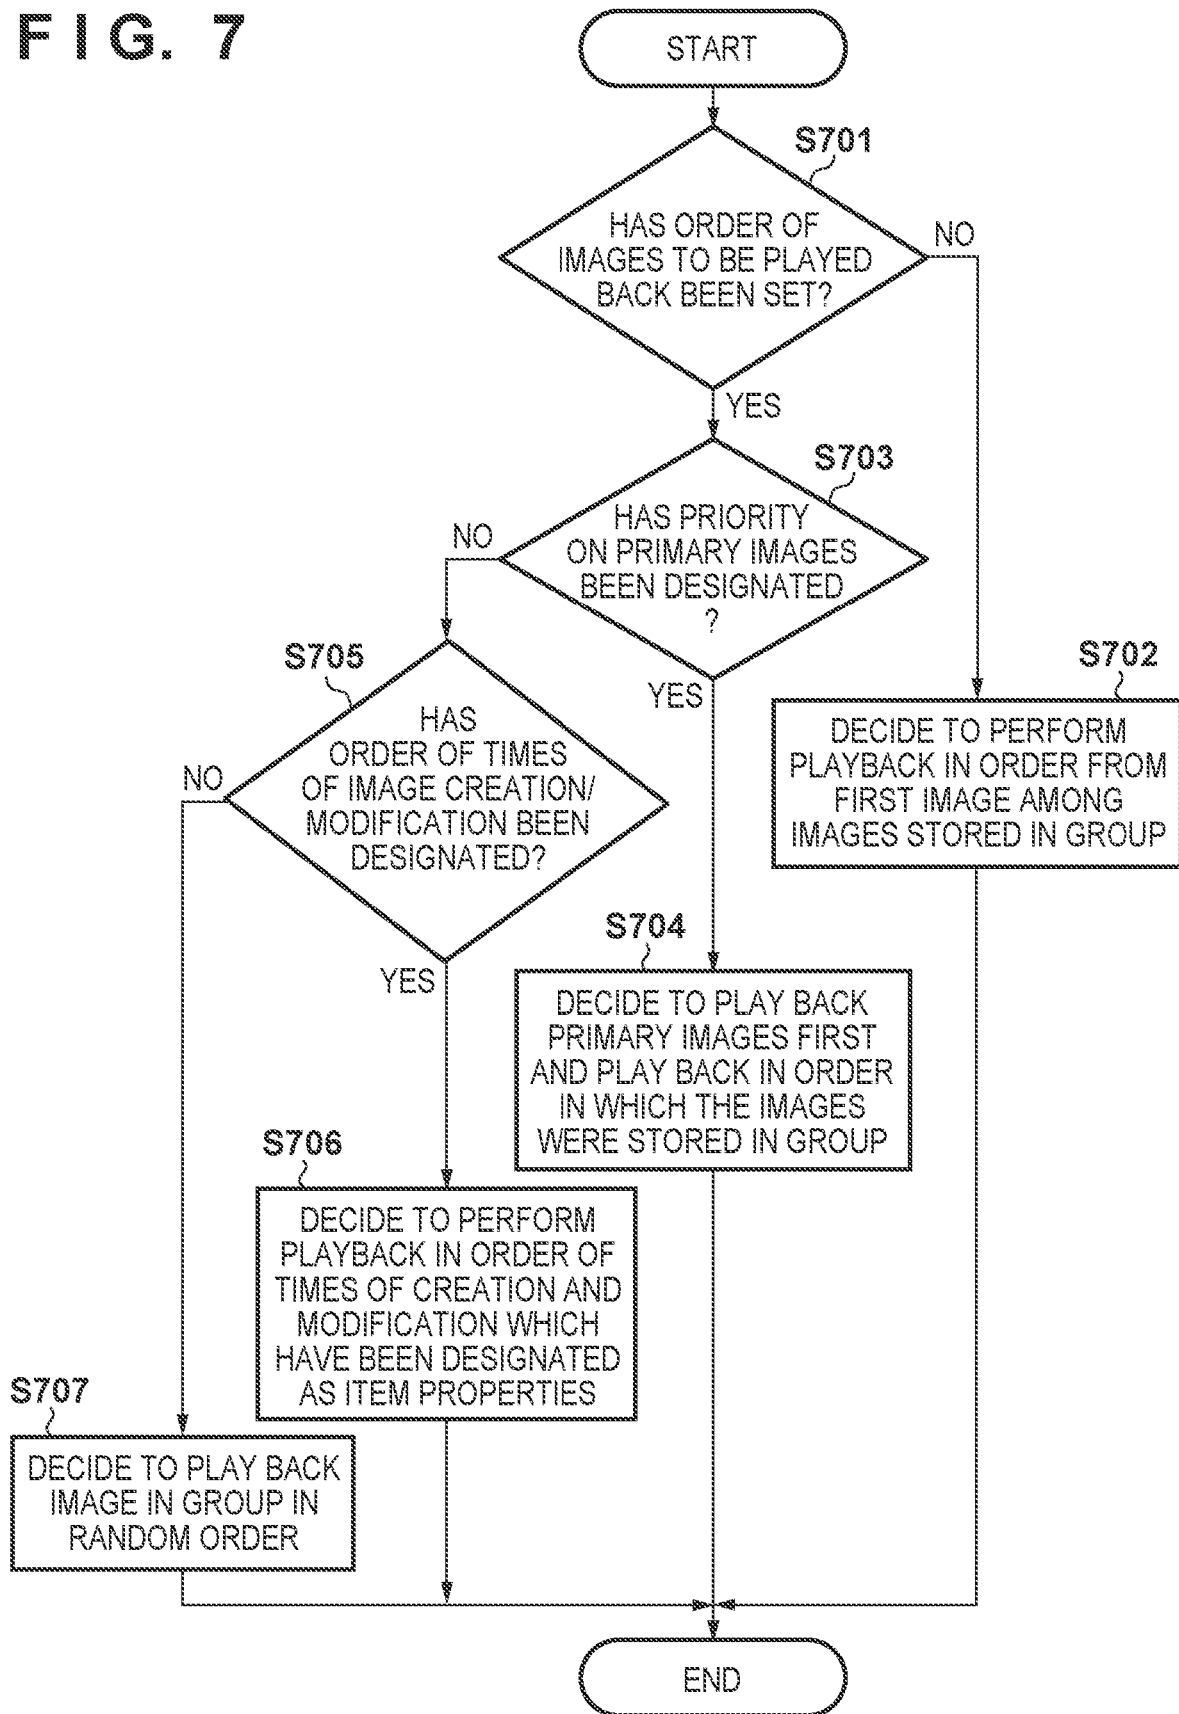 FIG. 7
START
S701
HAS ORDER OF
IMAGES TO BE PLAYED
BACK BEEN SET?
NO
YES
S703
HAS PRIORITY
ON PRIMARY IMAGES
BEEN DESIGNATED
?
NO
YES
S705
HAS
ORDER OF TIMES
OF IMAGE CREATION/
MODIFICATION BEEN
DESIGNATED?
NO
YES
S702
DECIDE TO PERFORM
PLAYBACK IN ORDER FROM
FIRST IMAGE AMONG
IMAGES STORED IN GROUP
S704
DECIDE TO PLAY BACK
PRIMARY IMAGES FIRST
AND PLAY BACK IN ORDER
IN WHICH THE IMAGES
WERE STORED IN GROUP
S706
DECIDE TO PERFORM
PLAYBACK IN ORDER OF
TIMES OF CREATION AND
MODIFICATION WHICH
HAVE BEEN DESIGNATED
AS ITEM PROPERTIES
S707
DECIDE TO PLAY BACK
IMAGE IN GROUP IN
RANDOM ORDER
END